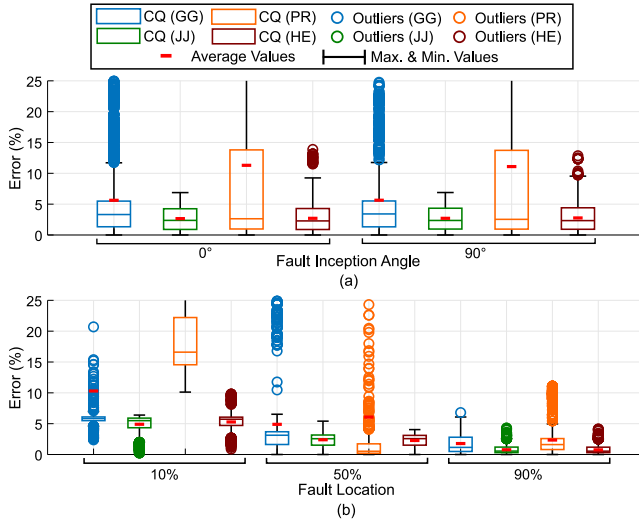 CQ (GG) CQ (PR) Outliers (GG) Outliers (PR)
CQ (JJ) CQ (HE) Outliers (JJ) Outliers (HE)
Average Values Max. & Min. Values
25
20
15
10
5
0
Error (%)
0° 90°
Fault Inception Angle
(a)
25
20
15
10
5
0
Error (%)
10% 50% 90%
Fault Location
(b)